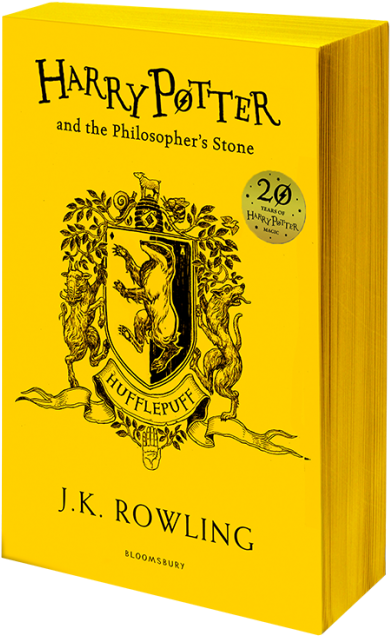 HARRY POTTER
and the Philosopher's Stone
20
YEARS OF
HARRY POTTER
MAGIC
HUFFLEPUFF
J.K. ROWLING
BLOOMSBURY